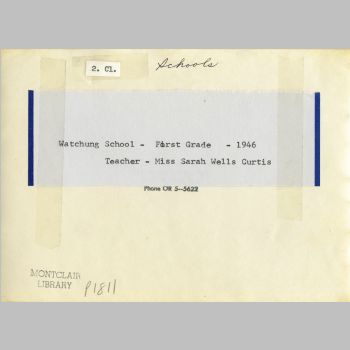 2. Cl.
Schools
Watchung School - First Grade - 1946
Teacher - Miss Sarah Wells Curtis
Phone OR 5--5622
MONTCLAIR
LIBRARY
p1811